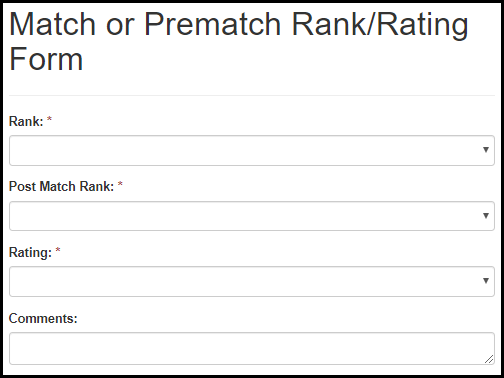 Match or Prematch Rank/Rating
Form
Rank: *
Post Match Rank: *
Rating: *
Comments: